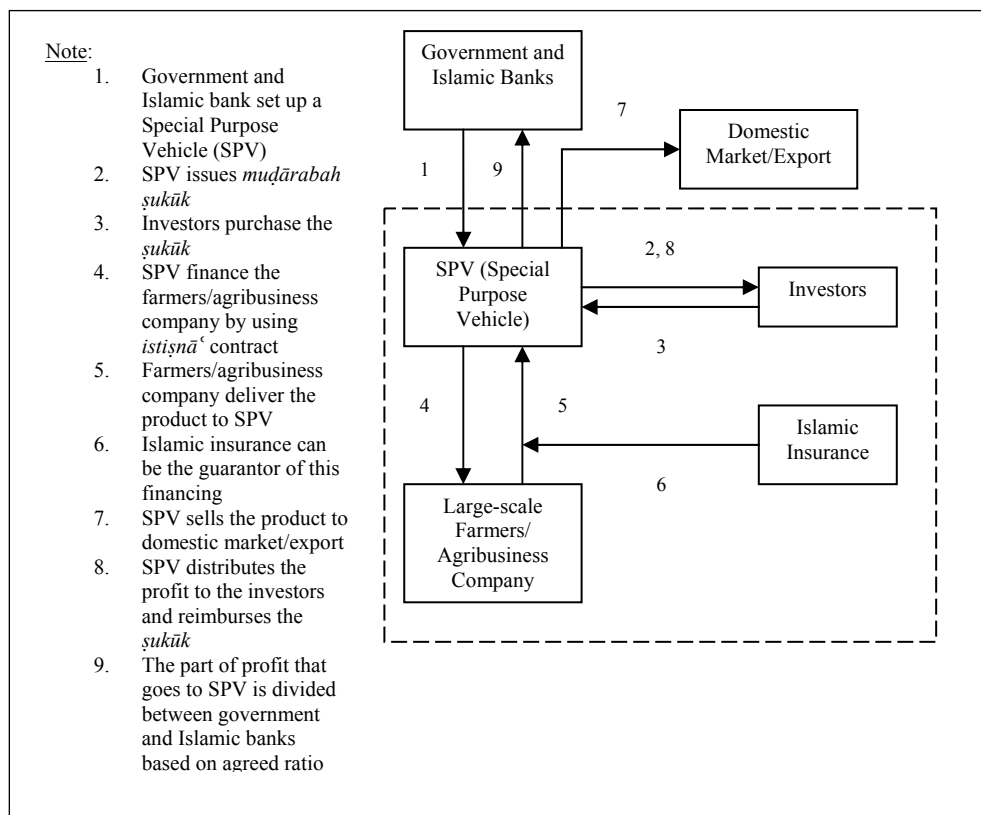 Note:
1. Government and
Islamic bank set up a
Special Purpose
Vehicle (SPV)
2. SPV issues muḍārabah
ṣukūk
3. Investors purchase the
ṣukūk
4. SPV finance the
farmers/agribusiness
company by using
istiṣnāʿ contract
5. Farmers/agribusiness
company deliver the
product to SPV
6. Islamic insurance can
be the guarantor of this
financing
7. SPV sells the product to
domestic market/export
8. SPV distributes the
profit to the investors
and reimburses the
ṣukūk
9. The part of profit that
goes to SPV is divided
between government
and Islamic banks
based on agreed ratio
Government and
Islamic Banks
7
Domestic
Market/Export
1
9
SPV (Special
Purpose
Vehicle)
2, 8
Investors
3
4
5
Islamic
Insurance
6
Large-scale
Farmers/
Agribusiness
Company